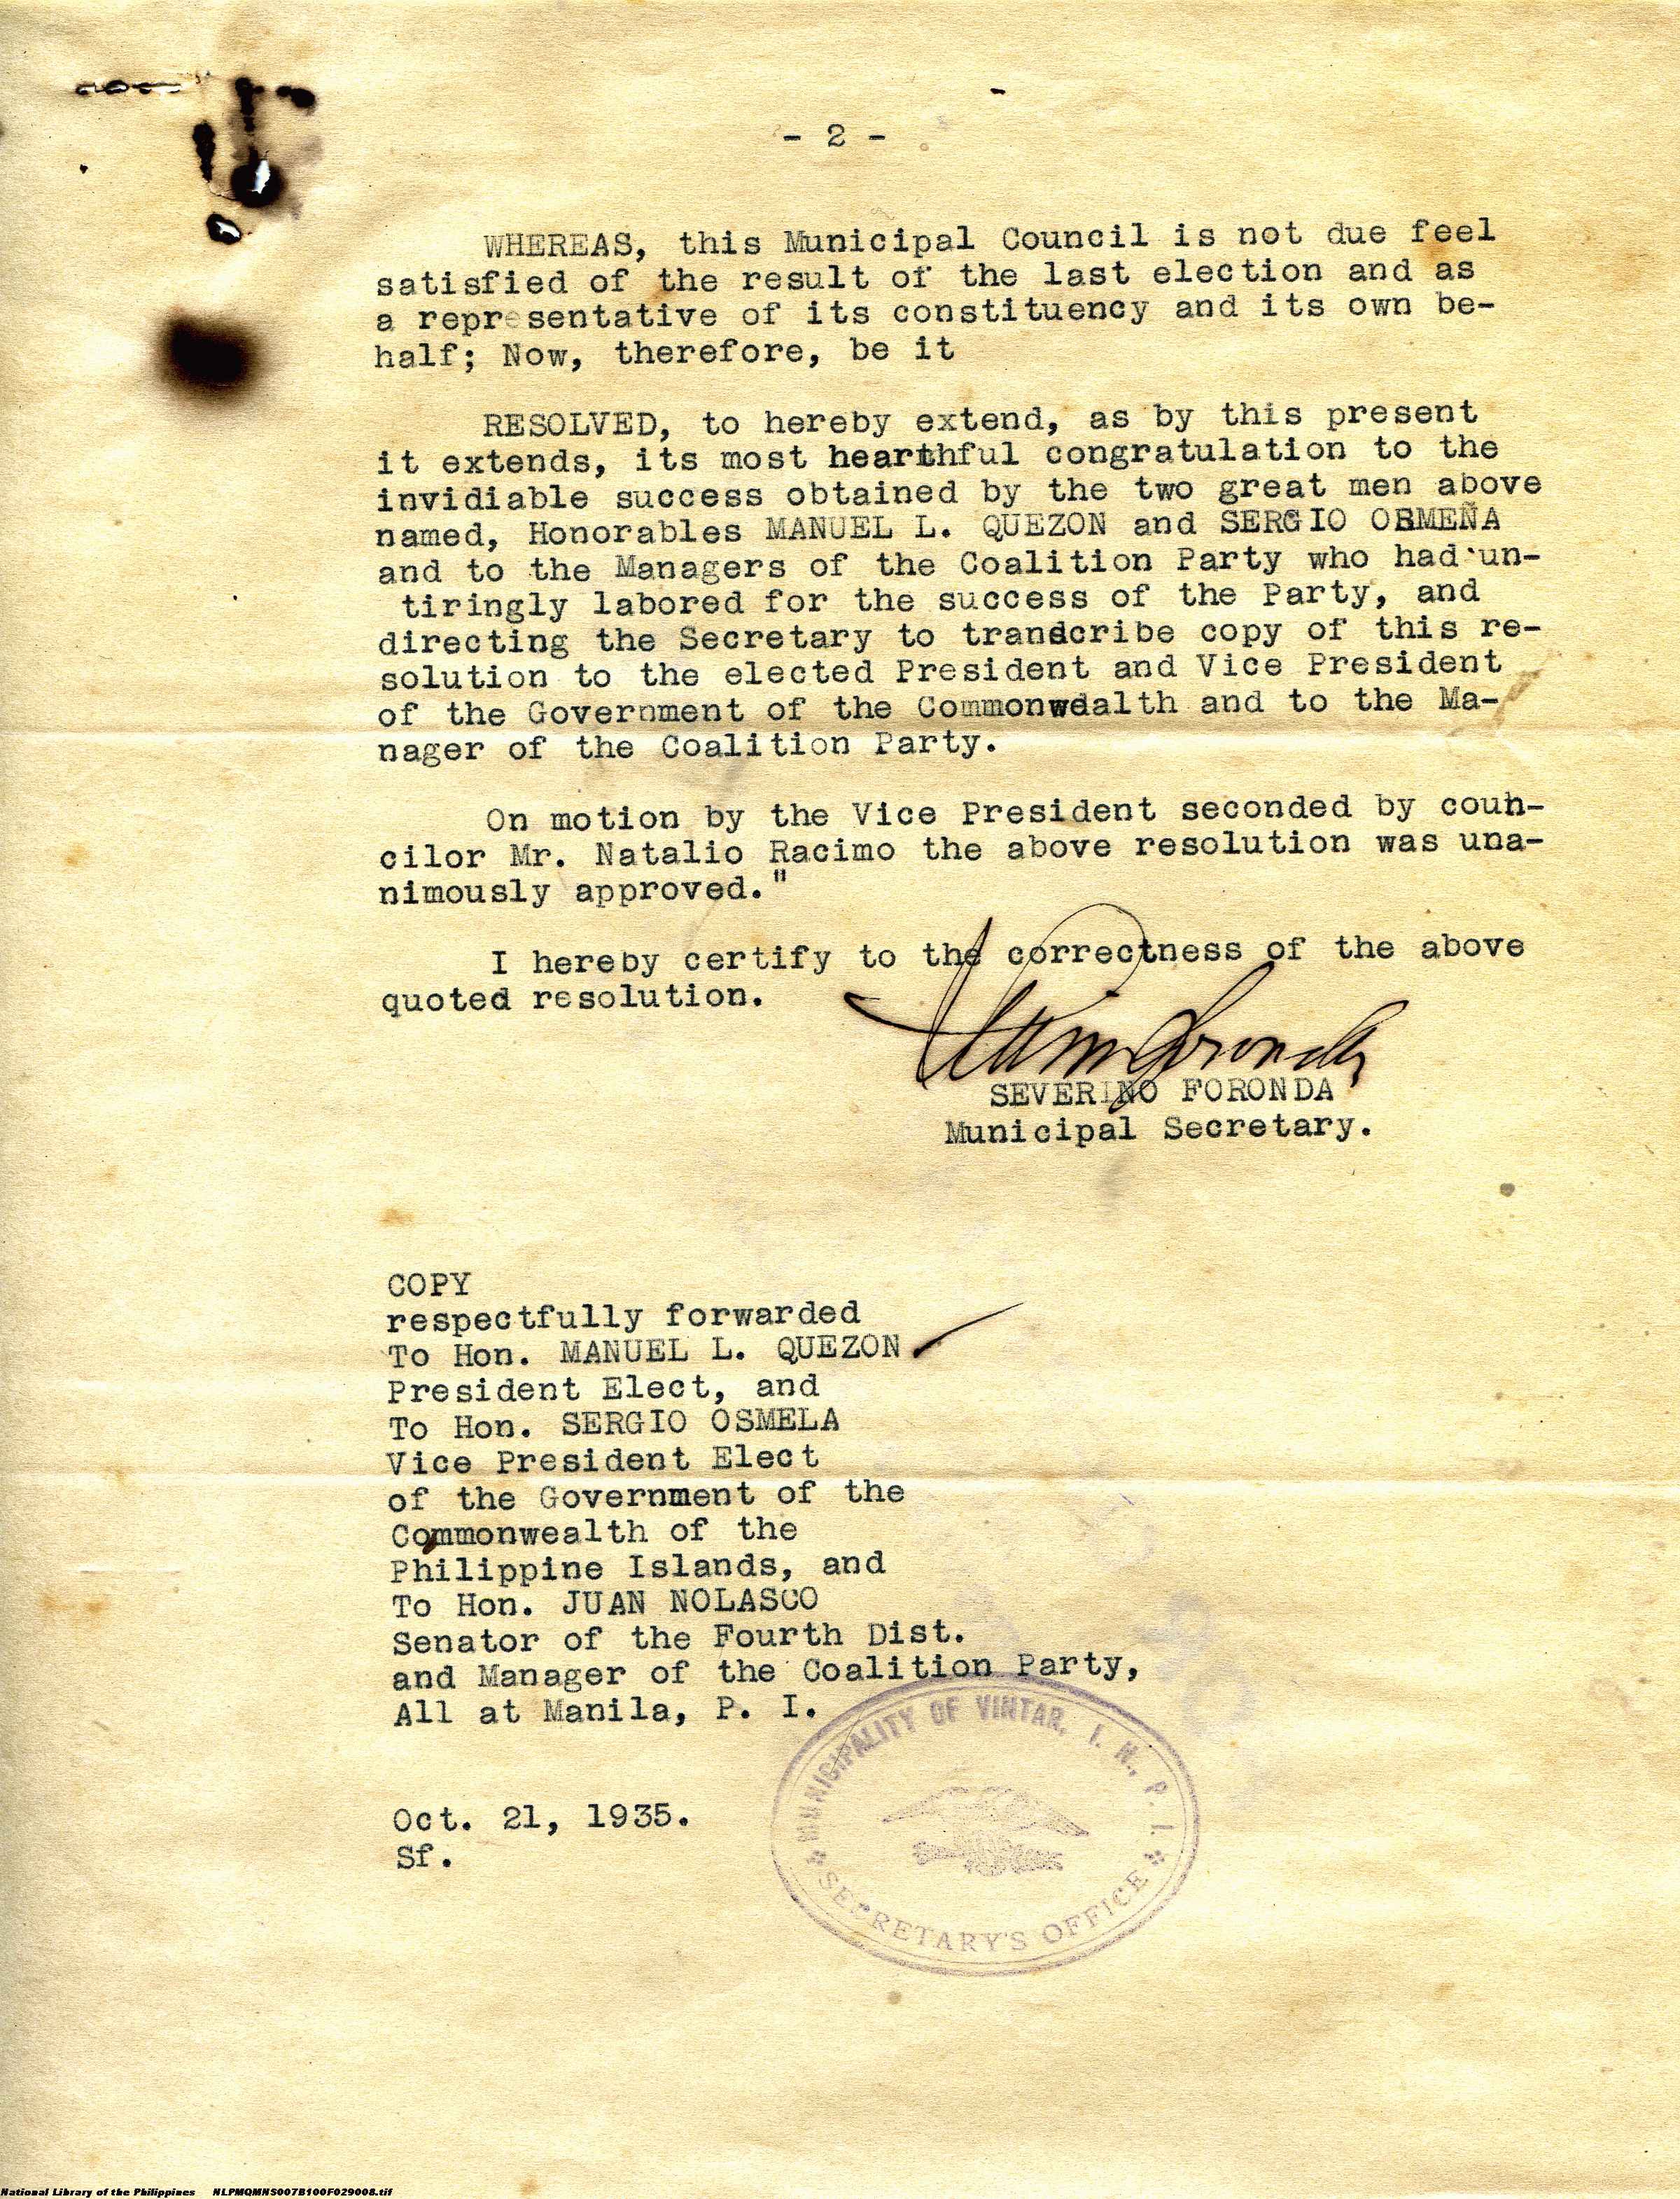 - 2 -
WHEREAS, this Municipal Council is not due feel
satisfied of the result of the last election and as
a representative of its constituency and its own be-
half; Now, therefore, be it
RESOLVED, to hereby extend, as by this present
it extends, its most hearthful congratulation to the
invidiable success obtained by the two great men above
named, Honorables MANUEL L. QUEZON and SERGIO OSMEÑA
and to the Managers of the Coalition Party who had un-
tiringly labored for the success of the Party, and
directing the Secretary to transcribe copy of this re-
solution to the elected President and Vice President
of the Government of the Commonwealth and to the Ma-
nager of the Coalition Party.
On motion by the Vice President seconded by coun-
cilor Mr. Natalio Racimo the above resolution was una-
nimously approved."
I hereby certify to the correctness of the above
quoted resolution.
SEVERINO FORONDA
Municipal Secretary.
COPY
respectfully forwarded
To Hon. MANUEL L. QUEZON
President Elect, and
To Hon. SERGIO OSMELA
Vice President Elect
of the Government of the
Commonwealth of the
Philippine Islands, and
To Hon. JUAN NOLASCO
Senator of the Fourth Dist.
and Manager of the Coalition Party,
All at Manila, P. I.
MUNICIPALITY OF VINTAR, I. N., P. I.
SECRETARY'S OFFICE
Oct. 21, 1935.
Sf.
National Library of the Philippines NLPMQMNS007B100F029008.tif